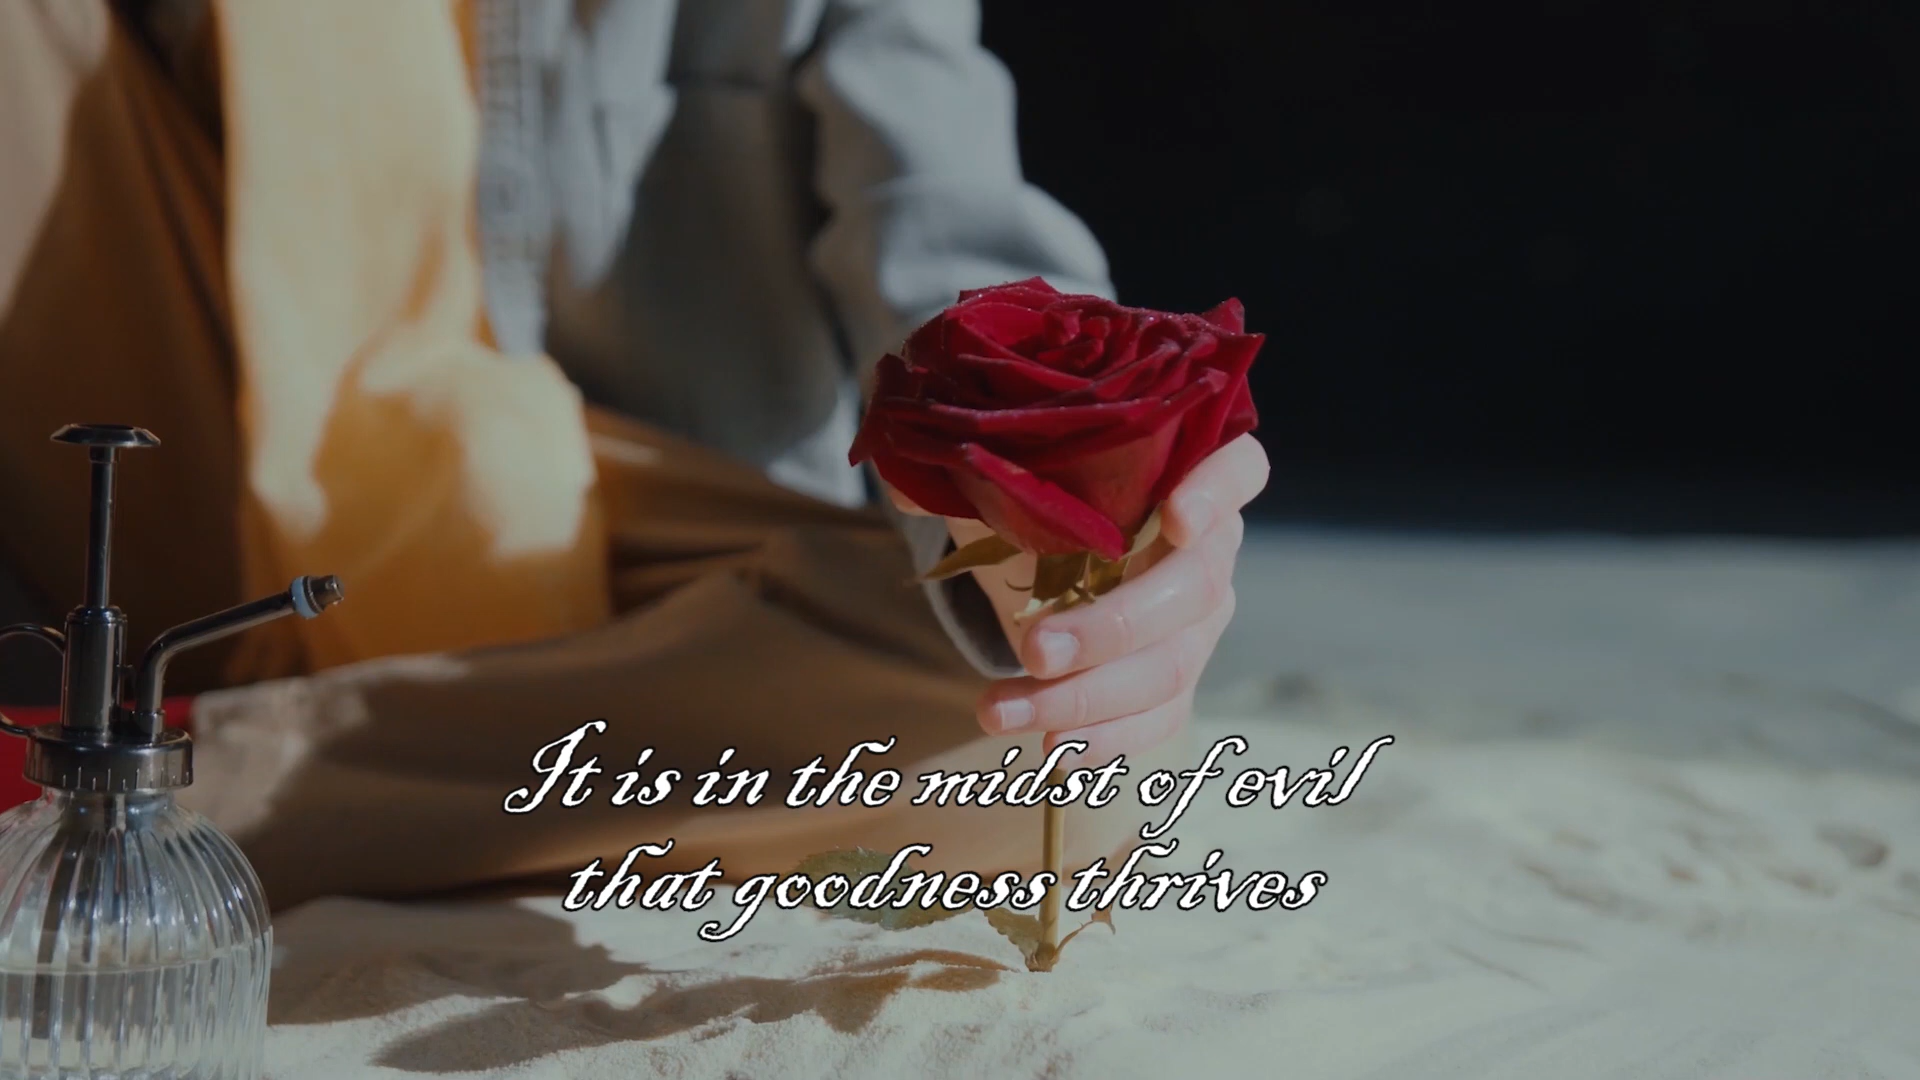 It is in the midst of evil
that goodness thrives